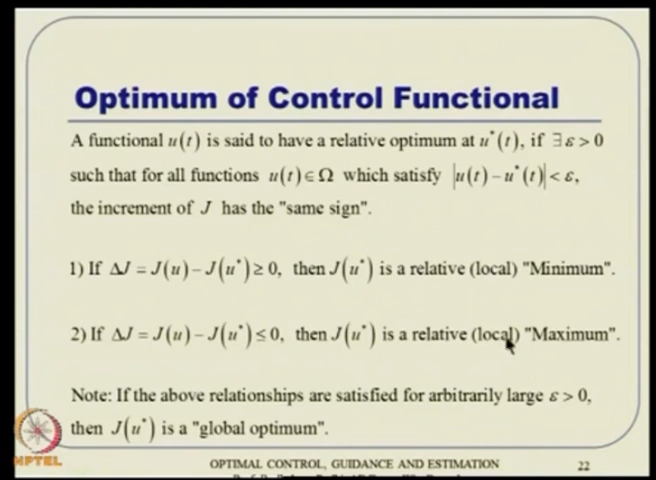 Optimum of Control Functional
A functional u(t) is said to have a relative optimum at u*(t), if ∃ε > 0
such that for all functions u(t) ∈ Ω which satisfy |u(t) − u*(t)| < ε,
the increment of J has the "same sign".
1) If ΔJ = J(u) − J(u*) ≥ 0, then J(u*) is a relative (local) "Minimum".
2) If ΔJ = J(u) − J(u*) ≤ 0, then J(u*) is a relative (local) "Maximum".
Note: If the above relationships are satisfied for arbitrarily large ε > 0,
then J(u*) is a "global optimum".
NPTEL
OPTIMAL CONTROL, GUIDANCE AND ESTIMATION 22